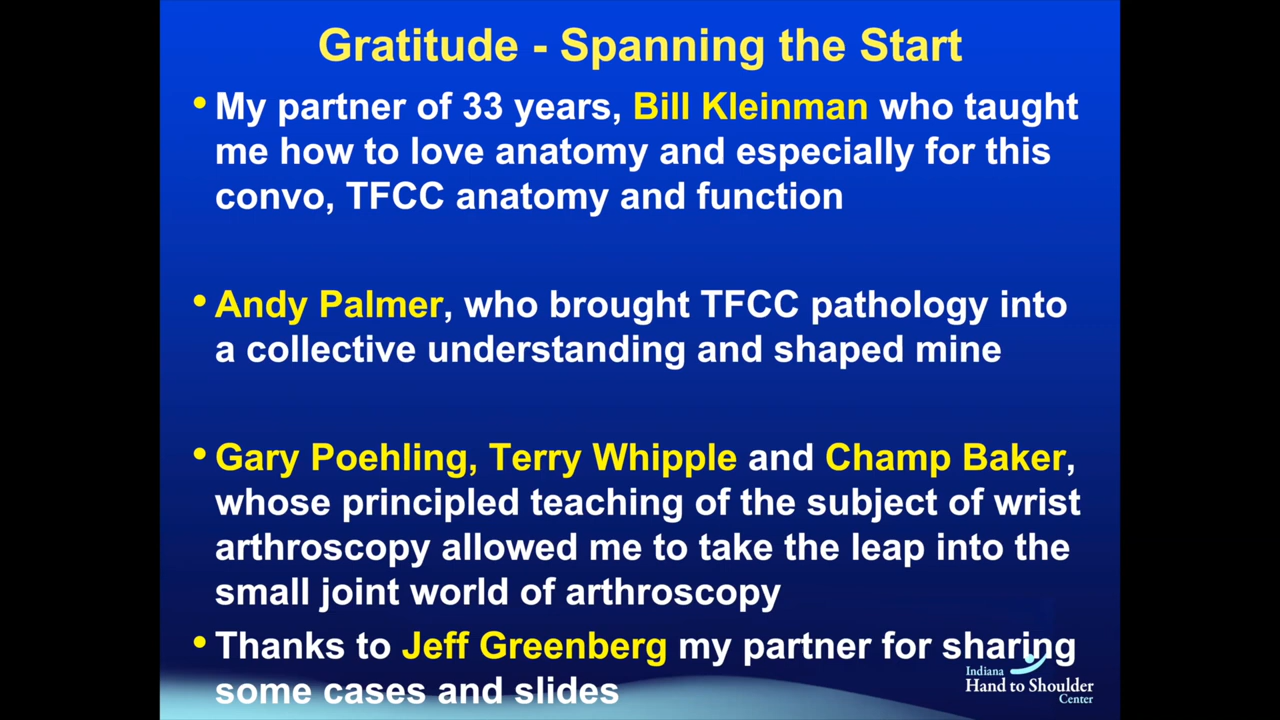 Gratitude - Spanning the Start
• My partner of 33 years, Bill Kleinman who taught
me how to love anatomy and especially for this
convo, TFCC anatomy and function
• Andy Palmer, who brought TFCC pathology into
a collective understanding and shaped mine
• Gary Poehling, Terry Whipple and Champ Baker,
whose principled teaching of the subject of wrist
arthroscopy allowed me to take the leap into the
small joint world of arthroscopy
• Thanks to Jeff Greenberg my partner for sharing
some cases and slides
Indiana
Hand to Shoulder
Center